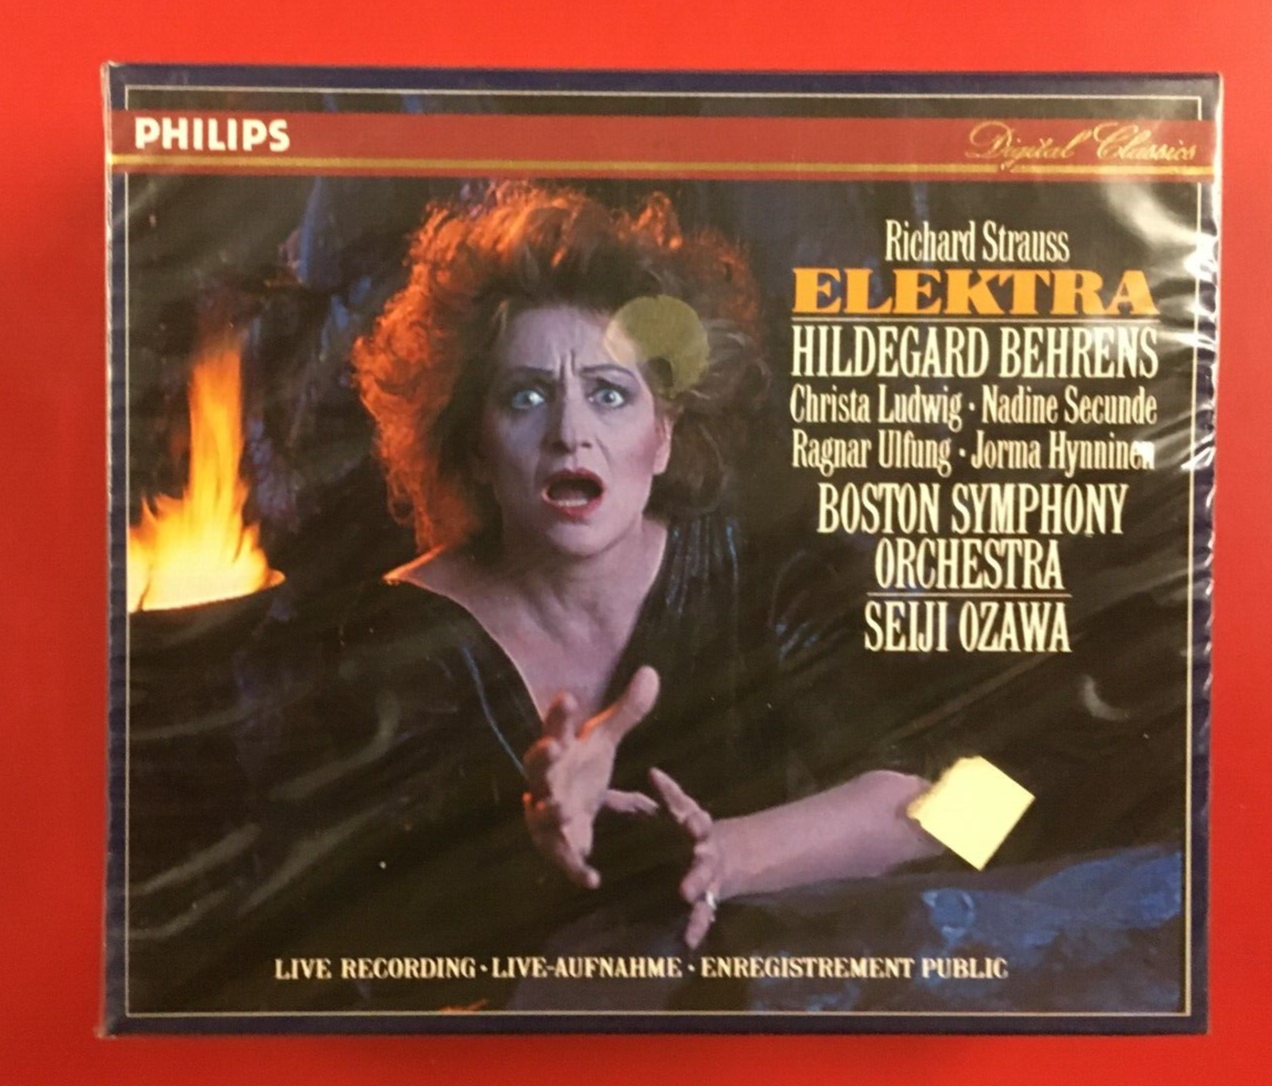 PHILIPS
Digital Classics
Richard Strauss
ELEKTRA
HILDEGARD BEHRENS
Christa Ludwig · Nadine Secunde
Ragnar Ulfung · Jorma Hynninen
BOSTON SYMPHONY
ORCHESTRA
SEIJI OZAWA
LIVE RECORDING · LIVE-AUFNAHME · ENREGISTREMENT PUBLIC